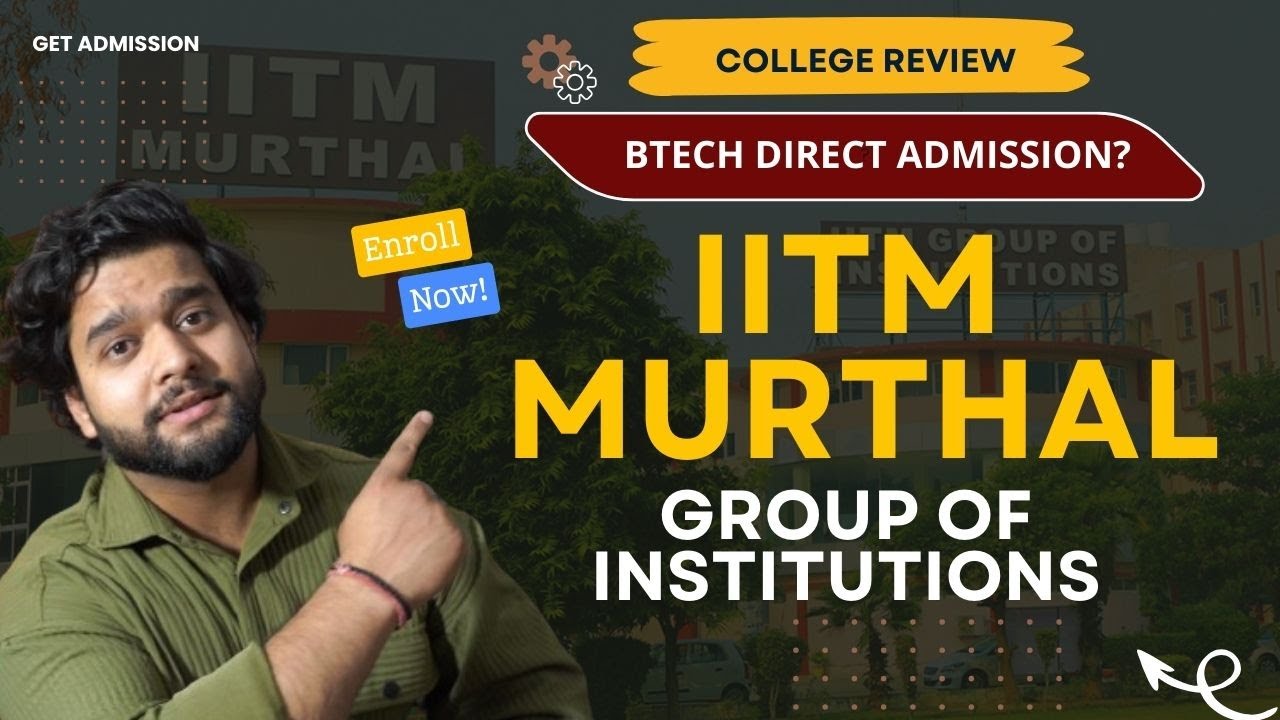 GET ADMISSION
COLLEGE REVIEW
BTECH DIRECT ADMISSION?
IITM
MURTHAL
Enroll
Now!
IITM GROUP OF
INSTITUTIONS
IITM
MURTHAL
GROUP OF
INSTITUTIONS